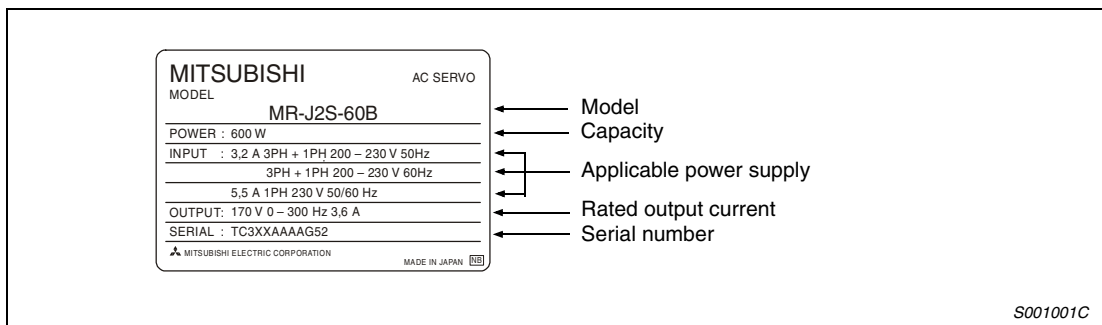 MITSUBISHI AC SERVO
MODEL
MR-J2S-60B
POWER : 600 W
INPUT : 3,2 A 3PH + 1PH 200 – 230 V 50Hz
3PH + 1PH 200 – 230 V 60Hz
5,5 A 1PH 230 V 50/60 Hz
OUTPUT: 170 V 0 – 300 Hz 3,6 A
SERIAL : TC3XXAAAAG52
MITSUBISHI ELECTRIC CORPORATION
MADE IN JAPAN NB
Model
Capacity
Applicable power supply
Rated output current
Serial number
S001001C